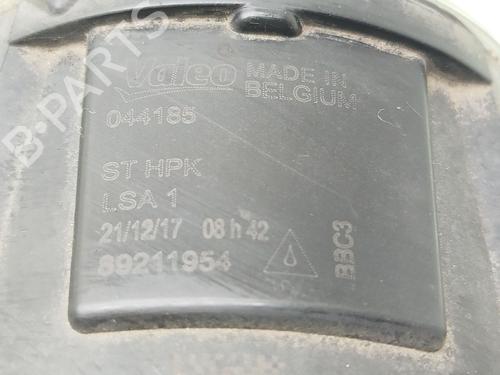 B-PARTS
Valeo
MADE IN
BELGIUM
044185
ST HPK
LSA 1
21/12/17 08 h 42
89211954
BBC3